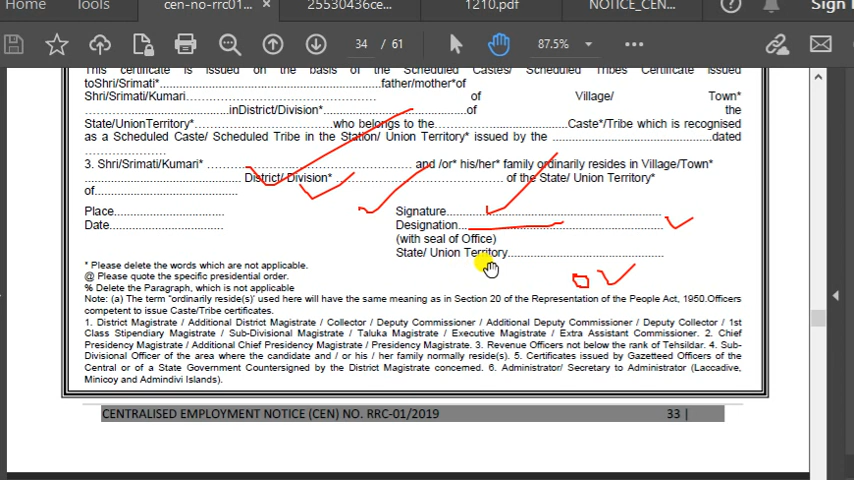 Home
Tools
cen-no-rrc01... ×
25530436ce...
1210.pdf
NOTICE_CEN...
Sign
34 / 61
87.5%
This certificate is issued on the basis of the Scheduled Castes/ Scheduled Tribes Certificate issued
toShri/Srimati*.......................................................father/mother*of
Shri/Srimati/Kumari................................................ of Village/ Town*
......................................inDistrict/Division*......................................of the
State/UnionTerritory*...................................who belongs to the..................................Caste*/Tribe which is recognised
as a Scheduled Caste/ Scheduled Tribe in the Station/ Union Territory* issued by the .........................................dated
......................
3. Shri/Srimati/Kumari* ............................................... and /or* his/her* family ordinarily resides in Village/Town*
...................................... District/ Division* ......................................... of the State/ Union Territory*
of.....................................
Place............................ Signature.......................................................
Date............................... Designation....................................................
(with seal of Office)
State/ Union Territory........................................
* Please delete the words which are not applicable.
@ Please quote the specific presidential order.
% Delete the Paragraph, which is not applicable
Note: (a) The term "ordinarily reside(s)' used here will have the same meaning as in Section 20 of the Representation of the People Act, 1950.Officers
competent to issue Caste/Tribe certificates.
1. District Magistrate / Additional District Magistrate / Collector / Deputy Commissioner / Additional Deputy Commissioner / Deputy Collector / 1st
Class Stipendiary Magistrate / Sub-Divisional Magistrate / Taluka Magistrate / Executive Magistrate / Extra Assistant Commissioner. 2. Chief
Presidency Magistrate / Additional Chief Presidency Magistrate / Presidency Magistrate. 3. Revenue Officers not below the rank of Tehsildar. 4. Sub-
Divisional Officer of the area where the candidate and / or his / her family normally reside(s). 5. Certificates issued by Gazetteed Officers of the
Central or of a State Government Countersigned by the District Magistrate concerned. 6. Administrator/ Secretary to Administrator (Laccadive,
Minicoy and Admindivi Islands).
CENTRALISED EMPLOYMENT NOTICE (CEN) NO. RRC-01/2019 33 |